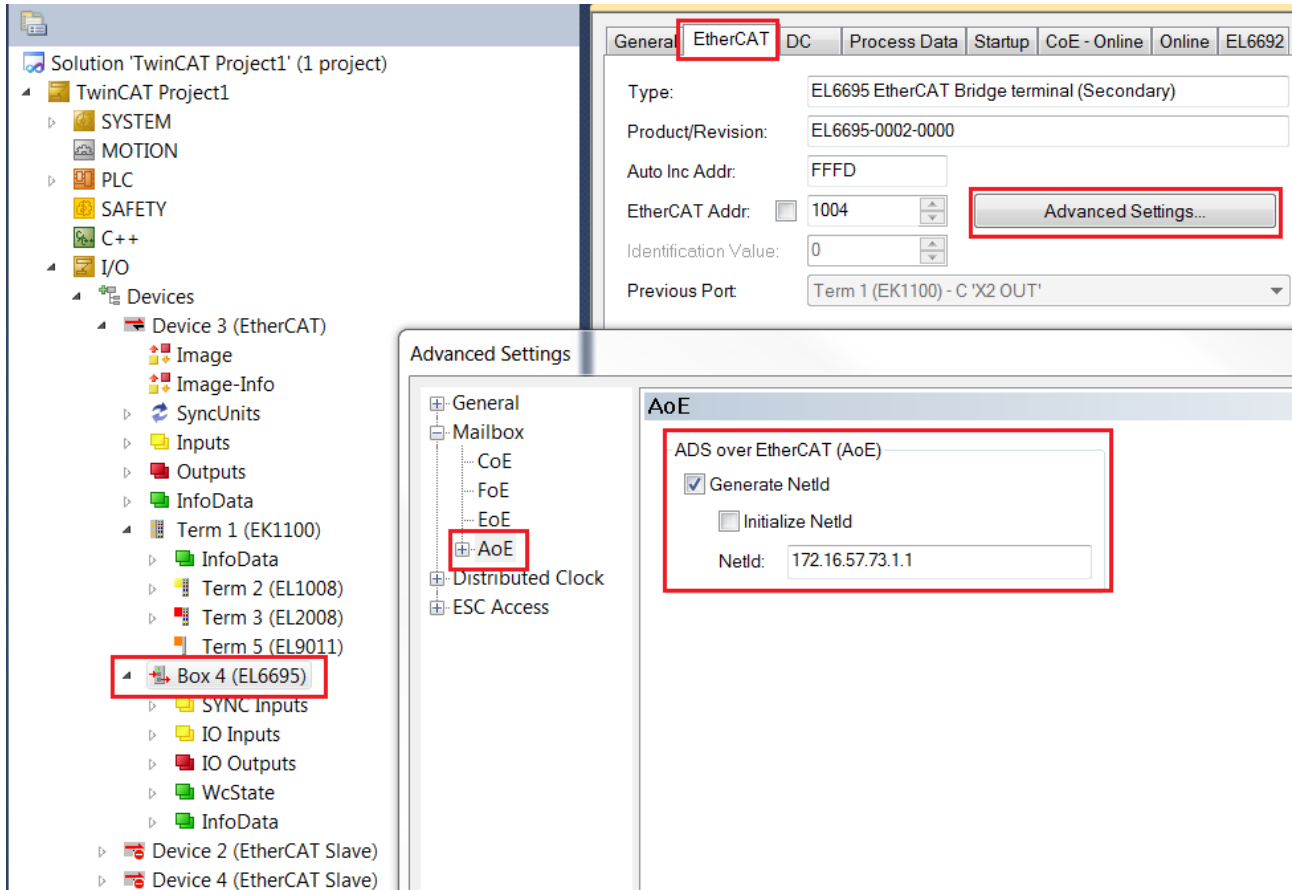 Solution 'TwinCAT Project1' (1 project)
TwinCAT Project1
SYSTEM
MOTION
PLC
SAFETY
C++
I/O
Devices
Device 3 (EtherCAT)
Image
Image-Info
SyncUnits
Inputs
Outputs
InfoData
Term 1 (EK1100)
InfoData
Term 2 (EL1008)
Term 3 (EL2008)
Term 5 (EL9011)
Box 4 (EL6695)
SYNC Inputs
IO Inputs
IO Outputs
WcState
InfoData
Device 2 (EtherCAT Slave)
Device 4 (EtherCAT Slave)
General EtherCAT DC Process Data Startup CoE - Online Online EL6692
Type: EL6695 EtherCAT Bridge terminal (Secondary)
Product/Revision: EL6695-0002-0000
Auto Inc Addr: FFFD
EtherCAT Addr: 1004 Advanced Settings...
Identification Value: 0
Previous Port: Term 1 (EK1100) - C 'X2 OUT'
Advanced Settings
General
Mailbox
CoE
FoE
EoE
AoE
Distributed Clock
ESC Access
AoE
ADS over EtherCAT (AoE)
Generate NetId
Initialize NetId
NetId: 172.16.57.73.1.1